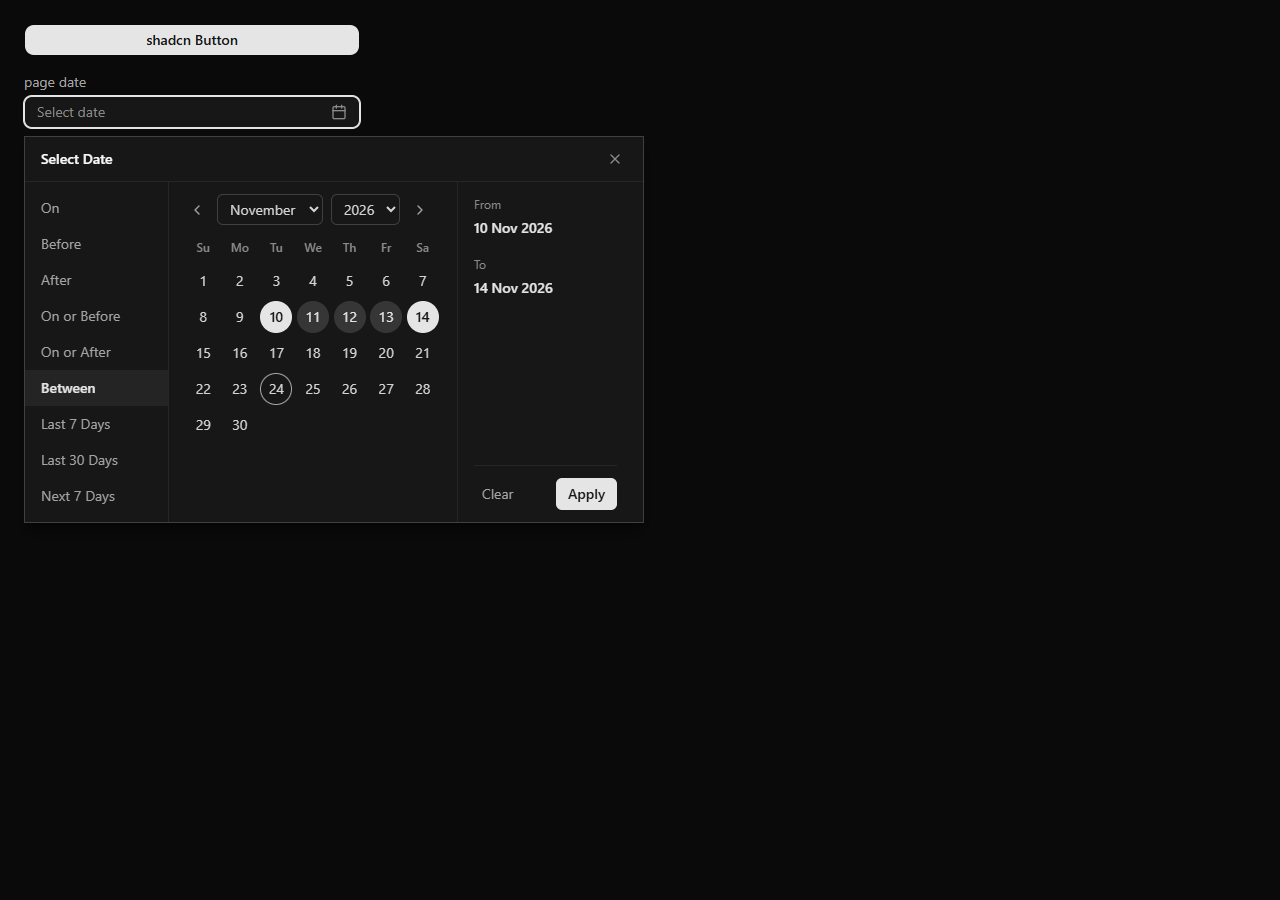 shadcn Button
page date
Select date
Select Date
On
Before
After
On or Before
On or After
Between
Last 7 Days
Last 30 Days
Next 7 Days
November 2026
Su Mo Tu We Th Fr Sa
1 2 3 4 5 6 7
8 9 10 11 12 13 14
15 16 17 18 19 20 21
22 23 24 25 26 27 28
29 30
From
10 Nov 2026
To
14 Nov 2026
Clear Apply